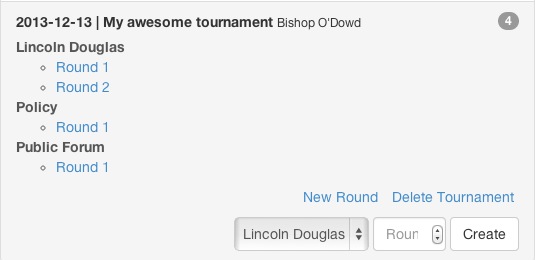 2013-12-13 | My awesome tournament Bishop O'Dowd 4
Lincoln Douglas
Round 1
Round 2
Policy
Round 1
Public Forum
Round 1
New Round Delete Tournament
Lincoln Douglas Roun Create